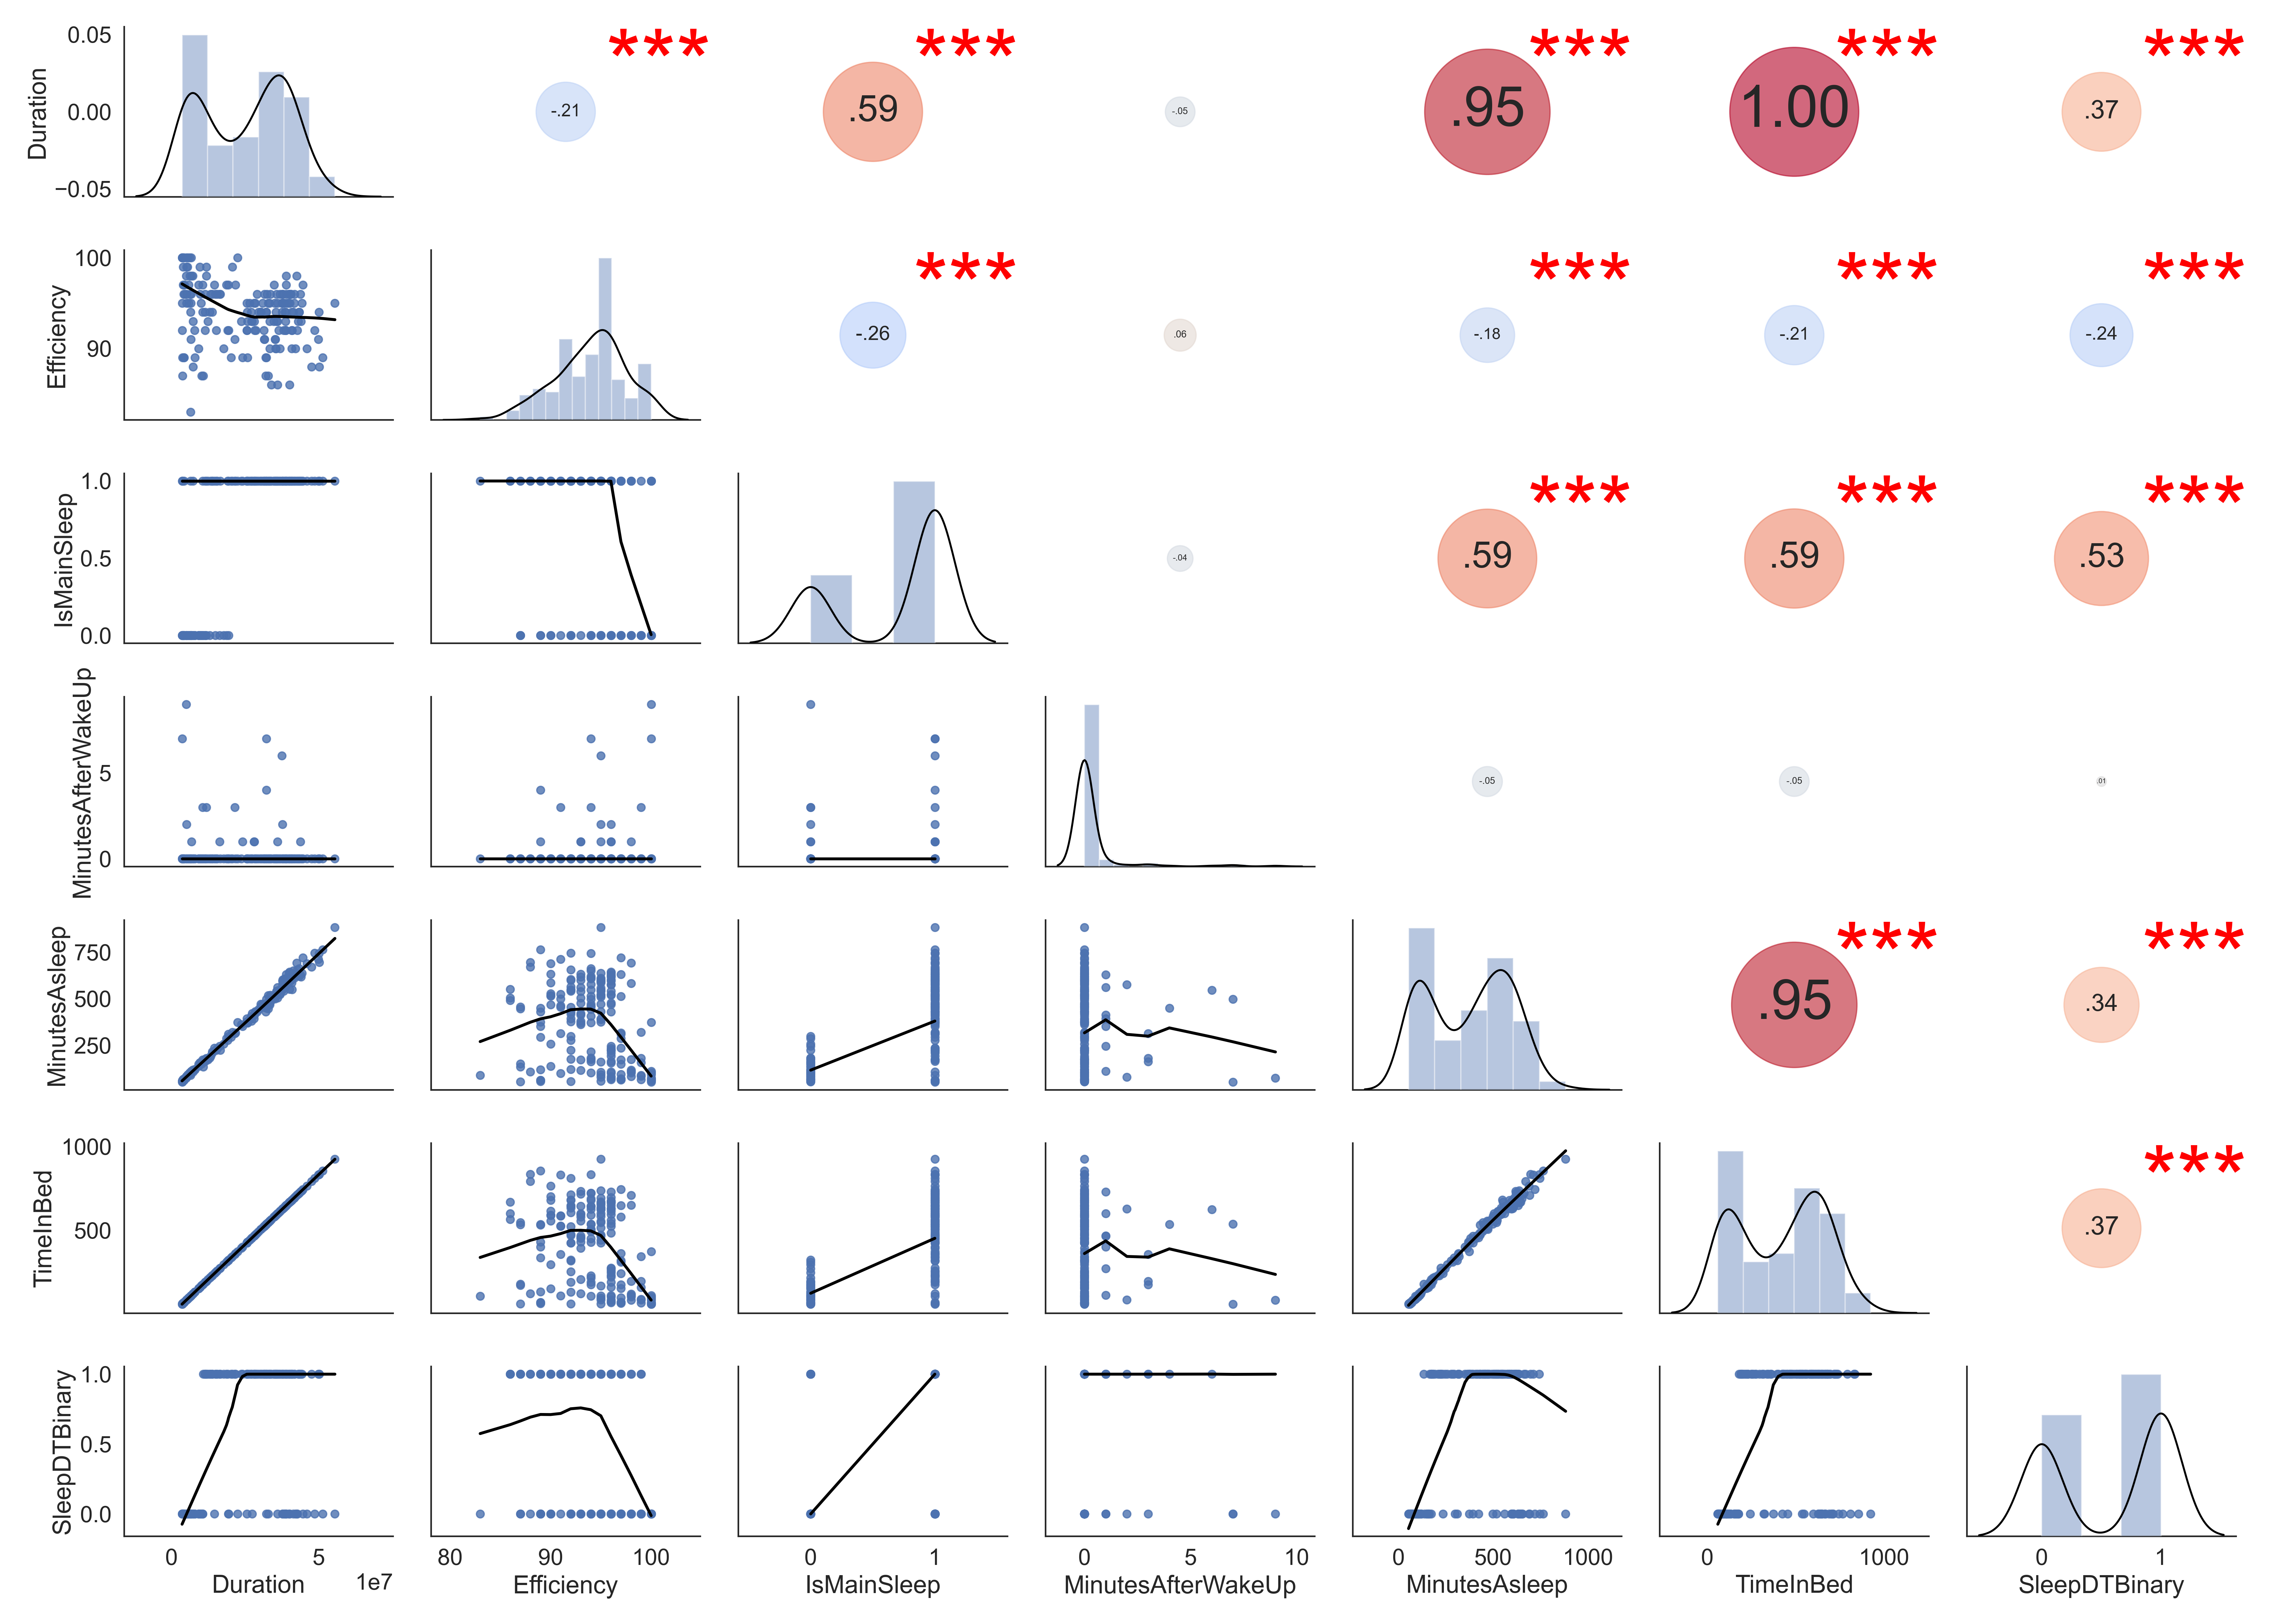 0.05
0.00
−0.05
Duration
*** *** *** *** ***
-.21 .59 -.05 .95 1.00 .37
100
90
Efficiency
*** *** *** ***
-.26 .06 -.18 -.21 -.24
1.0
0.5
0.0
IsMainSleep
*** *** ***
-.04 .59 .59 .53
5
0
MinutesAfterWakeUp
-.05 -.05 .01
750
500
250
MinutesAsleep
*** ***
.95 .34
1000
500
TimeInBed
***
.37
1.0
0.5
0.0
SleepDTBinary
0 5 80 90 100 0 1 0 5 10 0 500 1000 0 1000 0 1
1e7
Duration Efficiency IsMainSleep MinutesAfterWakeUp MinutesAsleep TimeInBed SleepDTBinary